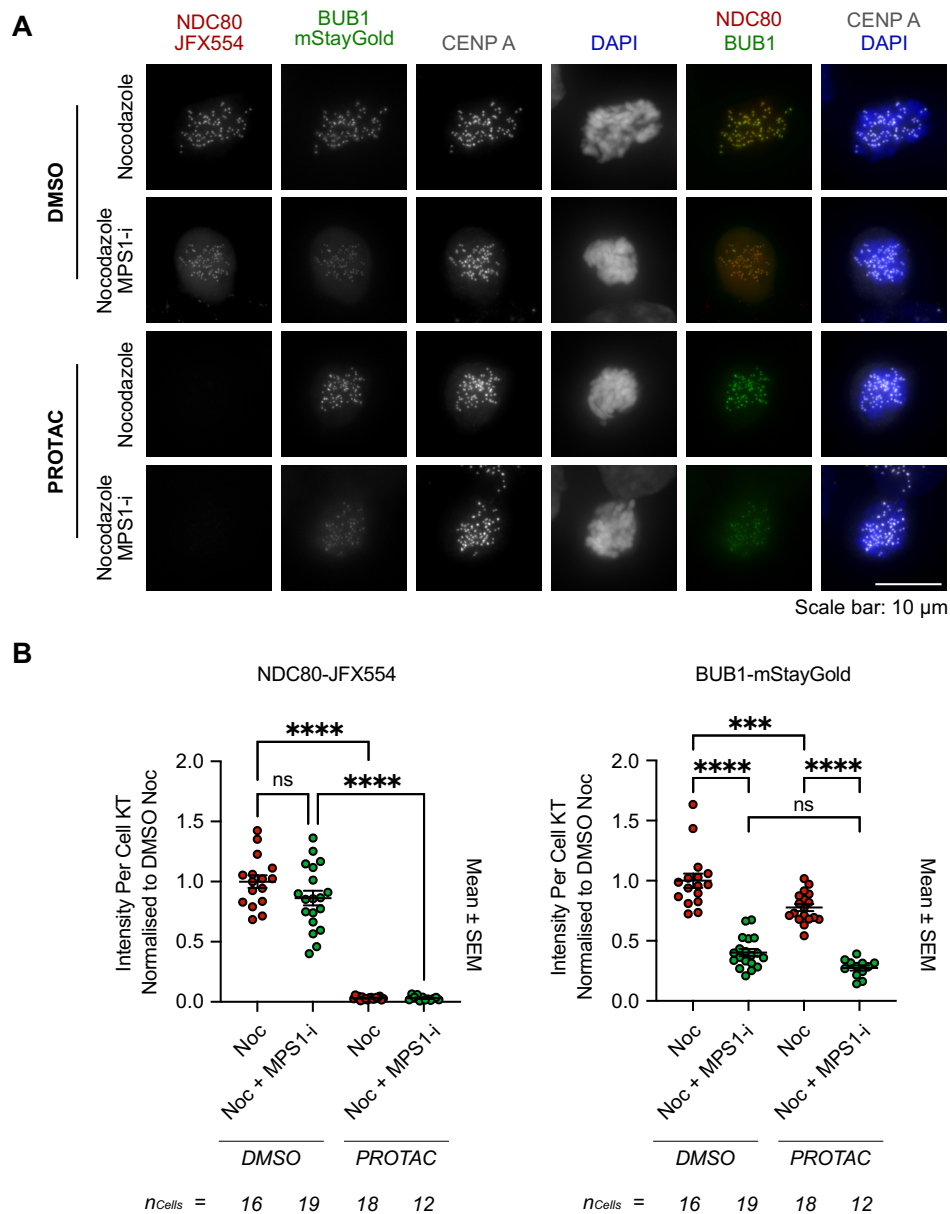 A
NDC80
JFX554
BUB1
mStayGold
CENP A
DAPI
NDC80
BUB1
CENP A
DAPI
DMSO
Nocodazole
Nocodazole
MPS1-i
PROTAC
Nocodazole
Nocodazole
MPS1-i
Scale bar: 10 µm
B
NDC80-JFX554
Intensity Per Cell KT
Normalised to DMSO Noc
2.0
1.5
1.0
0.5
0.0
****
ns
****
Mean ± SEM
Noc
Noc + MPS1-i
Noc
Noc + MPS1-i
DMSO
PROTAC
nCells = 16 19 18 12
BUB1-mStayGold
Intensity Per Cell KT
Normalised to DMSO Noc
2.0
1.5
1.0
0.5
0.0
***
****
****
ns
Mean ± SEM
Noc
Noc + MPS1-i
Noc
Noc + MPS1-i
DMSO
PROTAC
nCells = 16 19 18 12